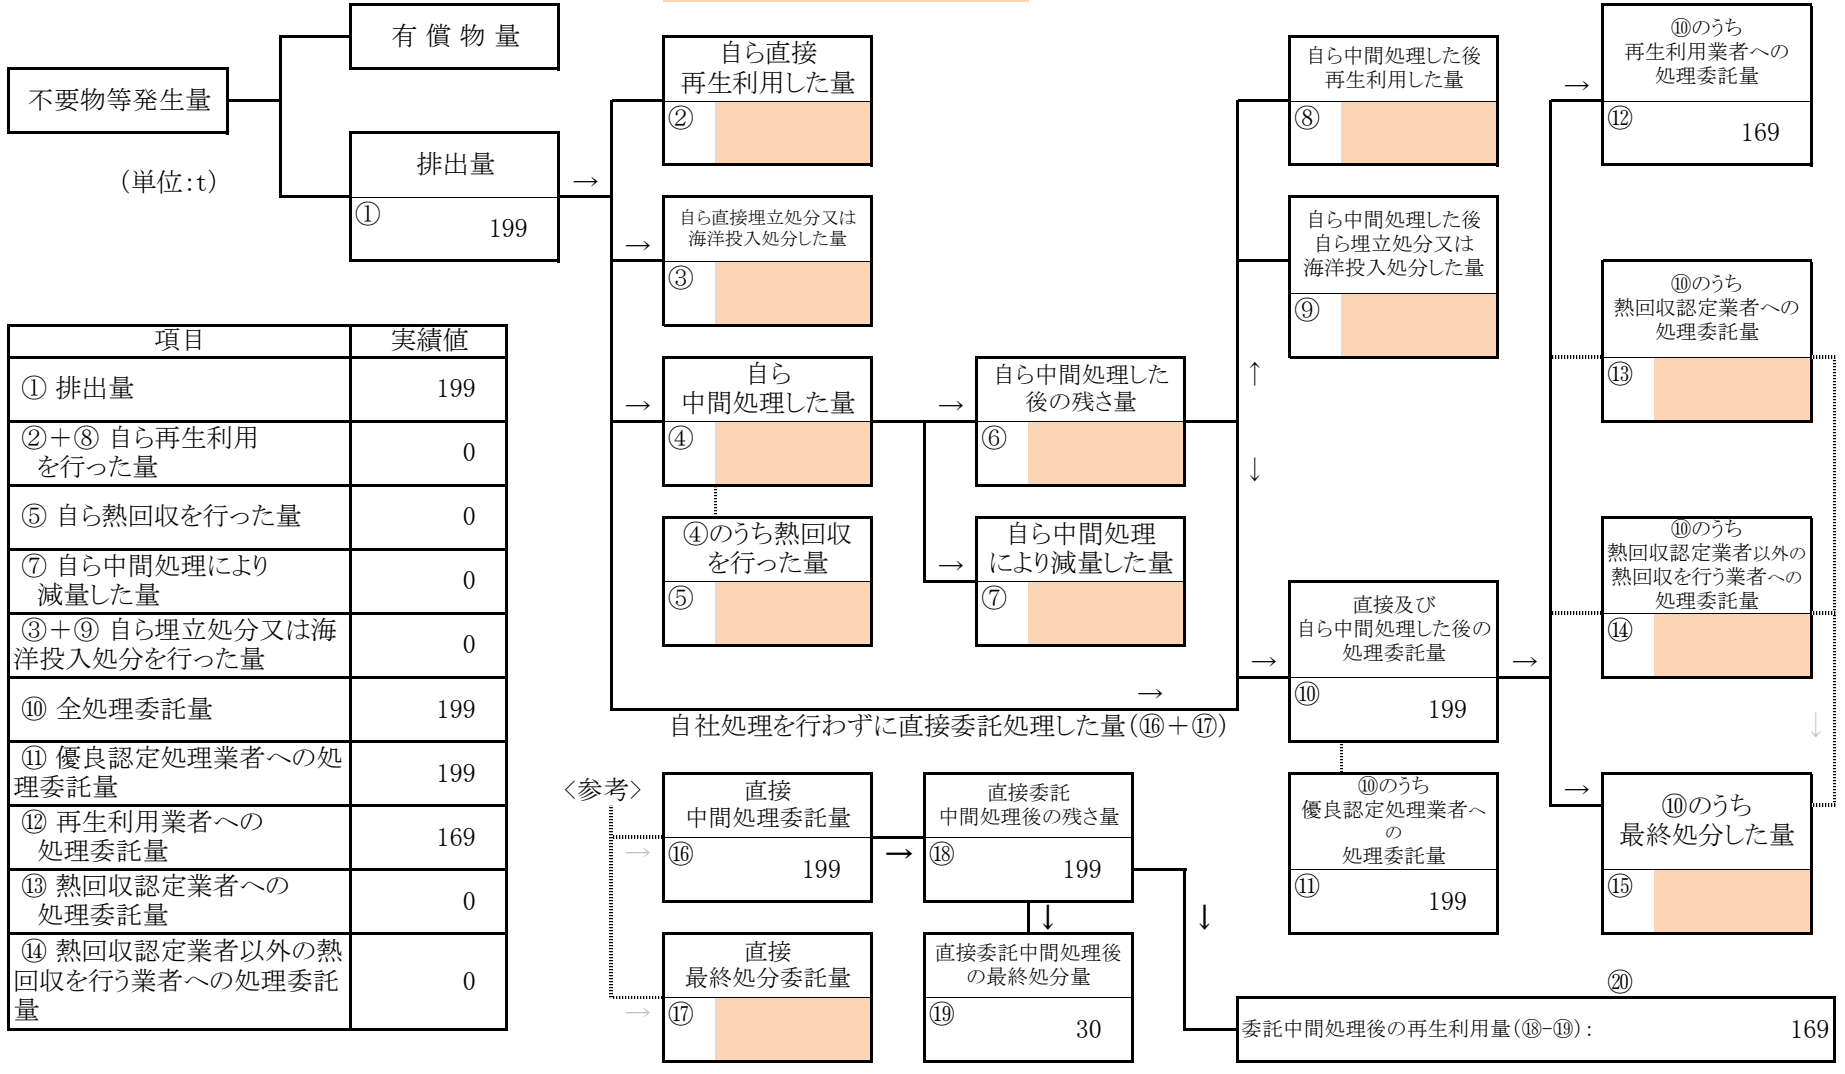 有 償 物 量
不要物等発生量
(単位:t)
排出量
①
199
→
自ら直接
再生利用した量
②
→
自ら直接埋立処分又は
海洋投入処分した量
③
→
自ら
中間処理した量
④
④のうち熱回収
を行った量
⑤
→
自ら中間処理した
後の残さ量
⑥
→
自ら中間処理
により減量した量
⑦
自ら中間処理した後
再生利用した量
⑧
自ら中間処理した後
自ら埋立処分又は
海洋投入処分した量
⑨
↑
↓
→
直接及び
自ら中間処理した後の
処理委託量
⑩
199
→
自社処理を行わずに直接委託処理した量(⑯+⑰)
⑩のうち
優良認定処理業者へ
の
処理委託量
⑪
199
→
→
⑩のうち
再生利用業者への
処理委託量
⑫
169
⑩のうち
熱回収認定業者への
処理委託量
⑬
⑩のうち
熱回収認定業者以外の
熱回収を行う業者への
処理委託量
⑭
↓
→
⑩のうち
最終処分した量
⑮
項目 実績値
① 排出量 199
②+⑧ 自ら再生利用
を行った量 0
⑤ 自ら熱回収を行った量 0
⑦ 自ら中間処理により
減量した量 0
③+⑨ 自ら埋立処分又は海
洋投入処分を行った量 0
⑩ 全処理委託量 199
⑪ 優良認定処理業者への処
理委託量 199
⑫ 再生利用業者への
処理委託量 169
⑬ 熱回収認定業者への
処理委託量 0
⑭ 熱回収認定業者以外の熱
回収を行う業者への処理委託
量 0
<参考>
→
直接
中間処理委託量
⑯
199
→
直接委託
中間処理後の残さ量
⑱
199
→
直接
最終処分委託量
⑰
↓
直接委託中間処理後
の最終処分量
⑲
30
↓
⑳
委託中間処理後の再生利用量(⑱-⑲): 169